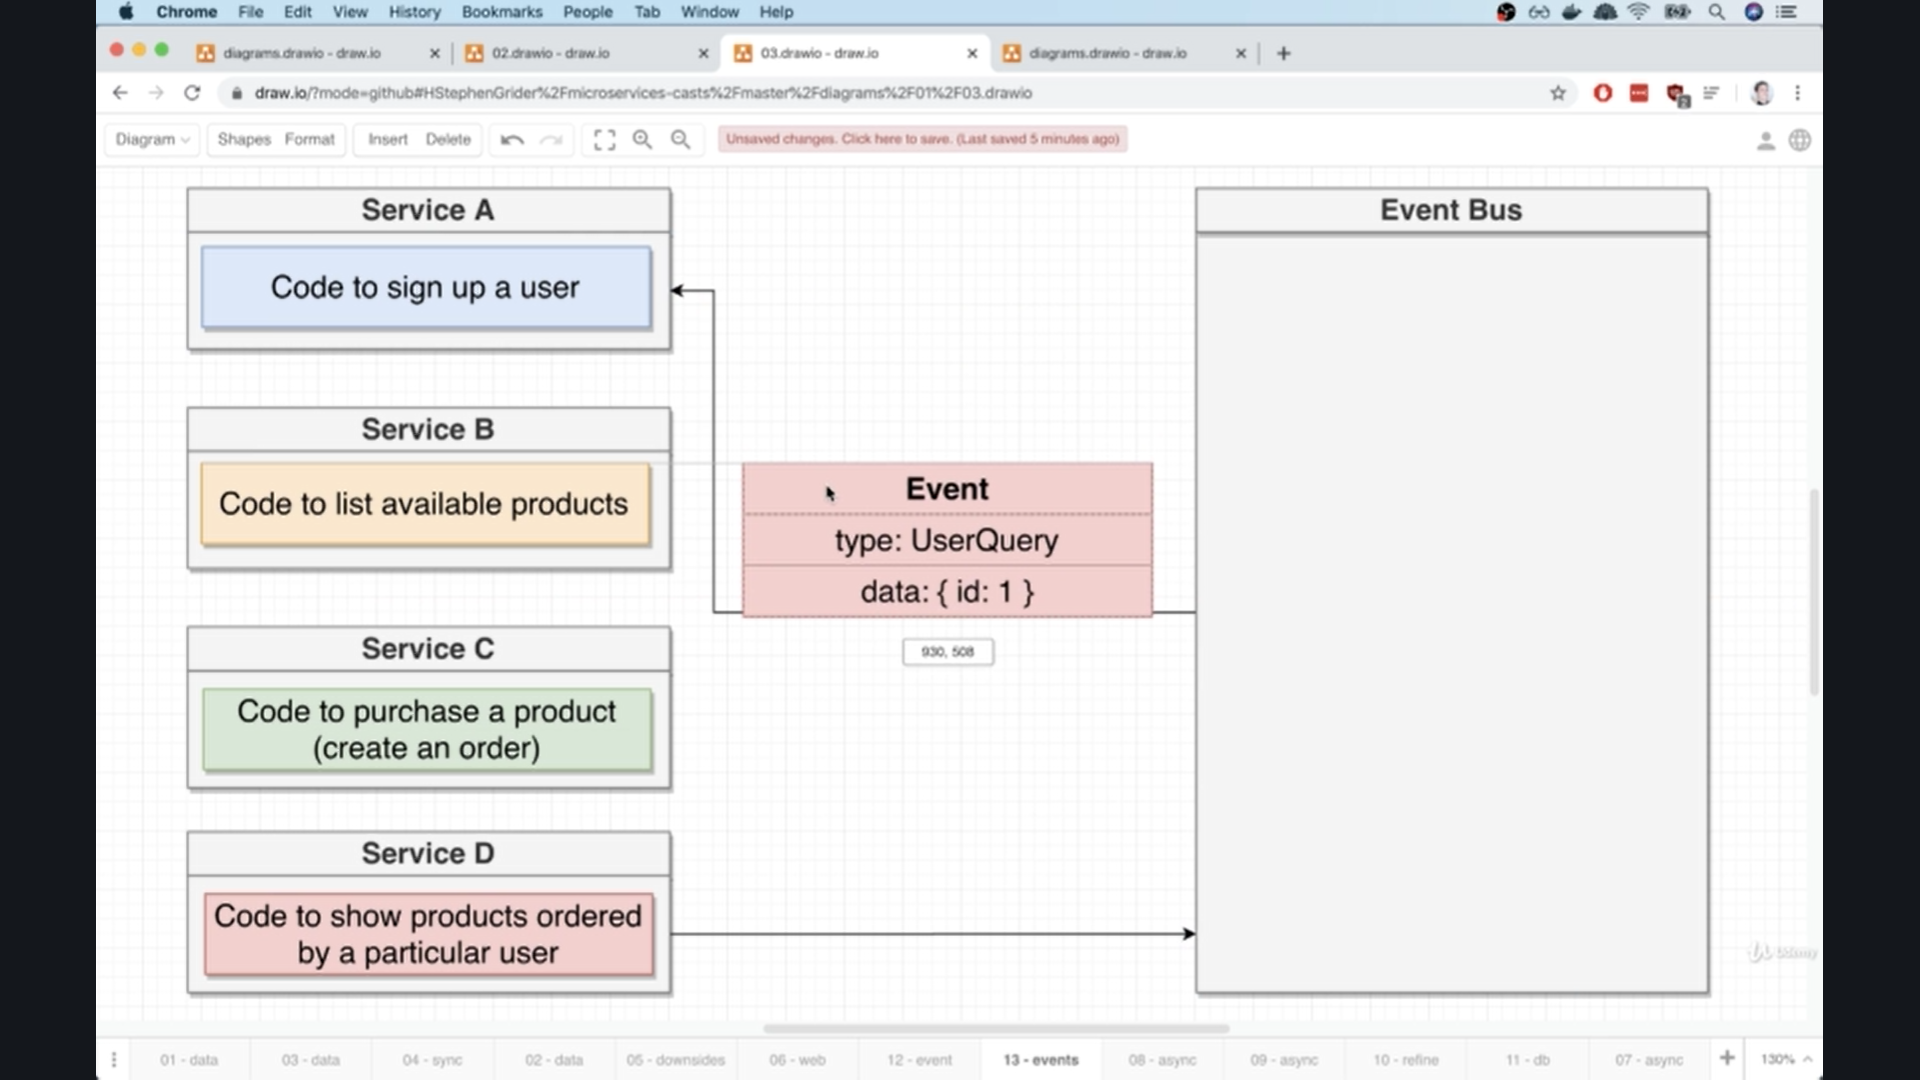 Chrome File Edit View History Bookmarks People Tab Window Help
diagrams.drawio - draw.io
02.drawio - draw.io
03.drawio - draw.io
diagrams.drawio - draw.io
draw.io/?mode=github#HStephenGrider%2Fmicroservices-casts%2Fmaster%2Fdiagrams%2F01%2F03.drawio
Diagram Shapes Format Insert Delete
Unsaved changes. Click here to save. (Last saved 5 minutes ago)
Service A
Code to sign up a user
Event Bus
Service B
Code to list available products
Event
type: UserQuery
data: { id: 1 }
930, 508
Service C
Code to purchase a product
(create an order)
Service D
Code to show products ordered
by a particular user
Udemy
01 - data 03 - data 04 - sync 02 - data 05 - downsides 06 - web 12 - event 13 - events 08 - async 09 - async 10 - refine 11 - db 07 - async 130%